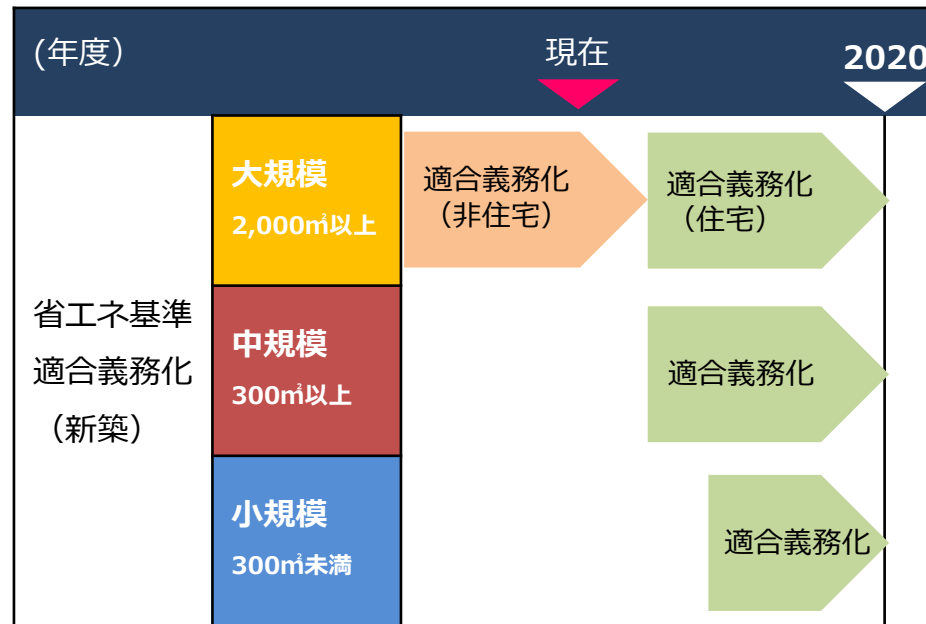 (年度）
現在
2020
省エネ基準
適合義務化
（新築）
大規模
2,000㎡以上
適合義務化
（非住宅）
適合義務化
（住宅）
中規模
300㎡以上
適合義務化
小規模
300㎡未満
適合義務化